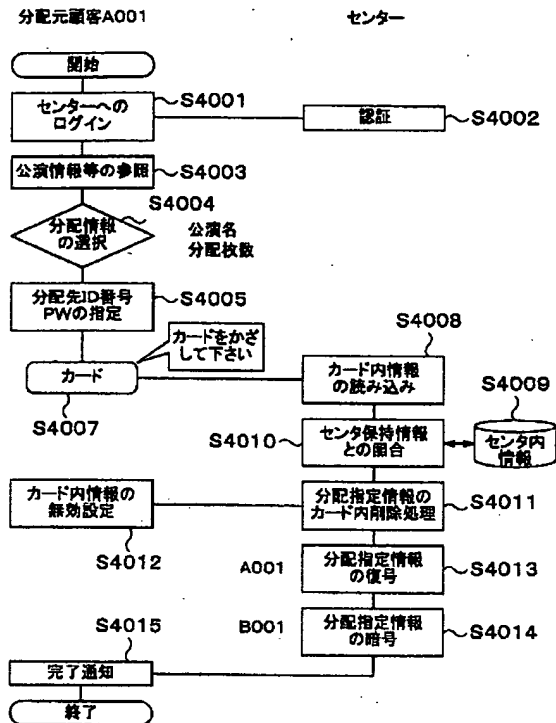 分配元顧客A001
センター
開始
センターへの
ログイン
S4001
認証
S4002
公演情報等の参照
S4003
S4004
分配情報
の選択
公演名
分配枚数
分配先ID番号
PWの指定
S4005
カードをかざ
して下さい
カード
S4007
S4008
カード内情報
の読み込み
S4009
センタ内
情報
S4010
センタ保持情報
との照合
カード内情報の
無効設定
S4012
分配指定情報の
カード内削除処理
S4011
A001
分配指定情報
の復号
S4013
B001
分配指定情報
の暗号
S4014
S4015
完了通知
終了